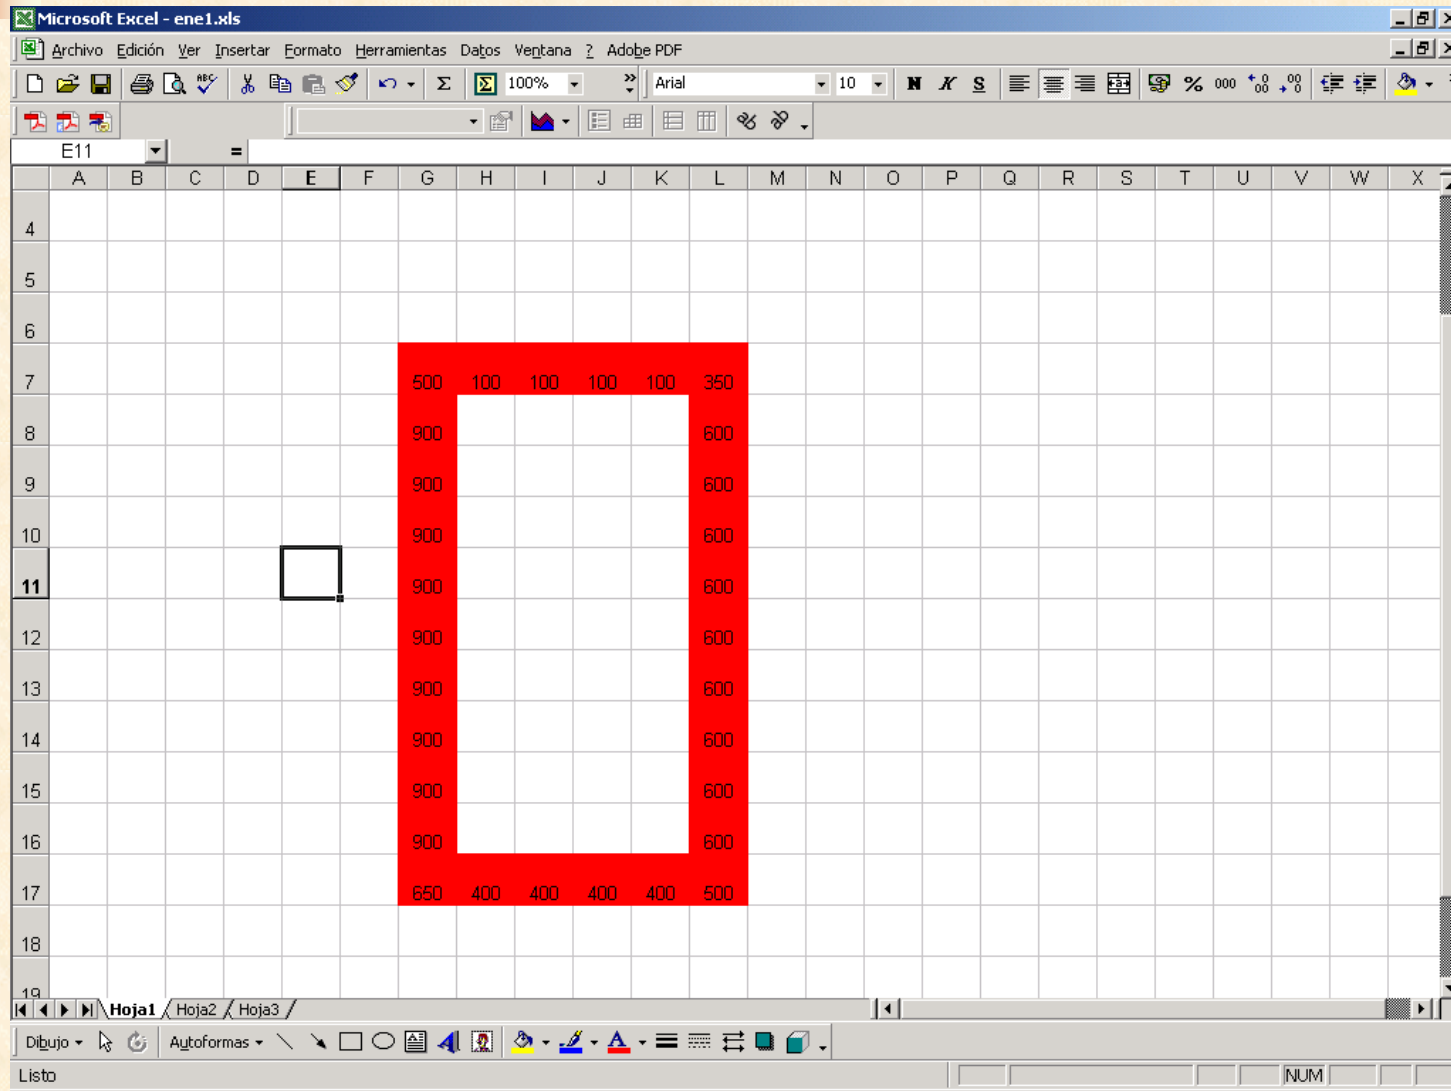 Microsoft Excel - ene1.xls
Archivo Edición Ver Insertar Formato Herramientas Datos Ventana ? Adobe PDF
ABC Σ Σ 100% » Arial 10 N K S % 000
E11 =
A B C D E F G H I J K L M N O P Q R S T U V W X
4
5
6
7 500 100 100 100 100 350
8 900 600
9 900 600
10 900 600
11 900 600
12 900 600
13 900 600
14 900 600
15 900 600
16 900 600
17 650 400 400 400 400 500
18
19
Hoja1 Hoja2 Hoja3
Dibujo Autoformas A A
Listo NUM